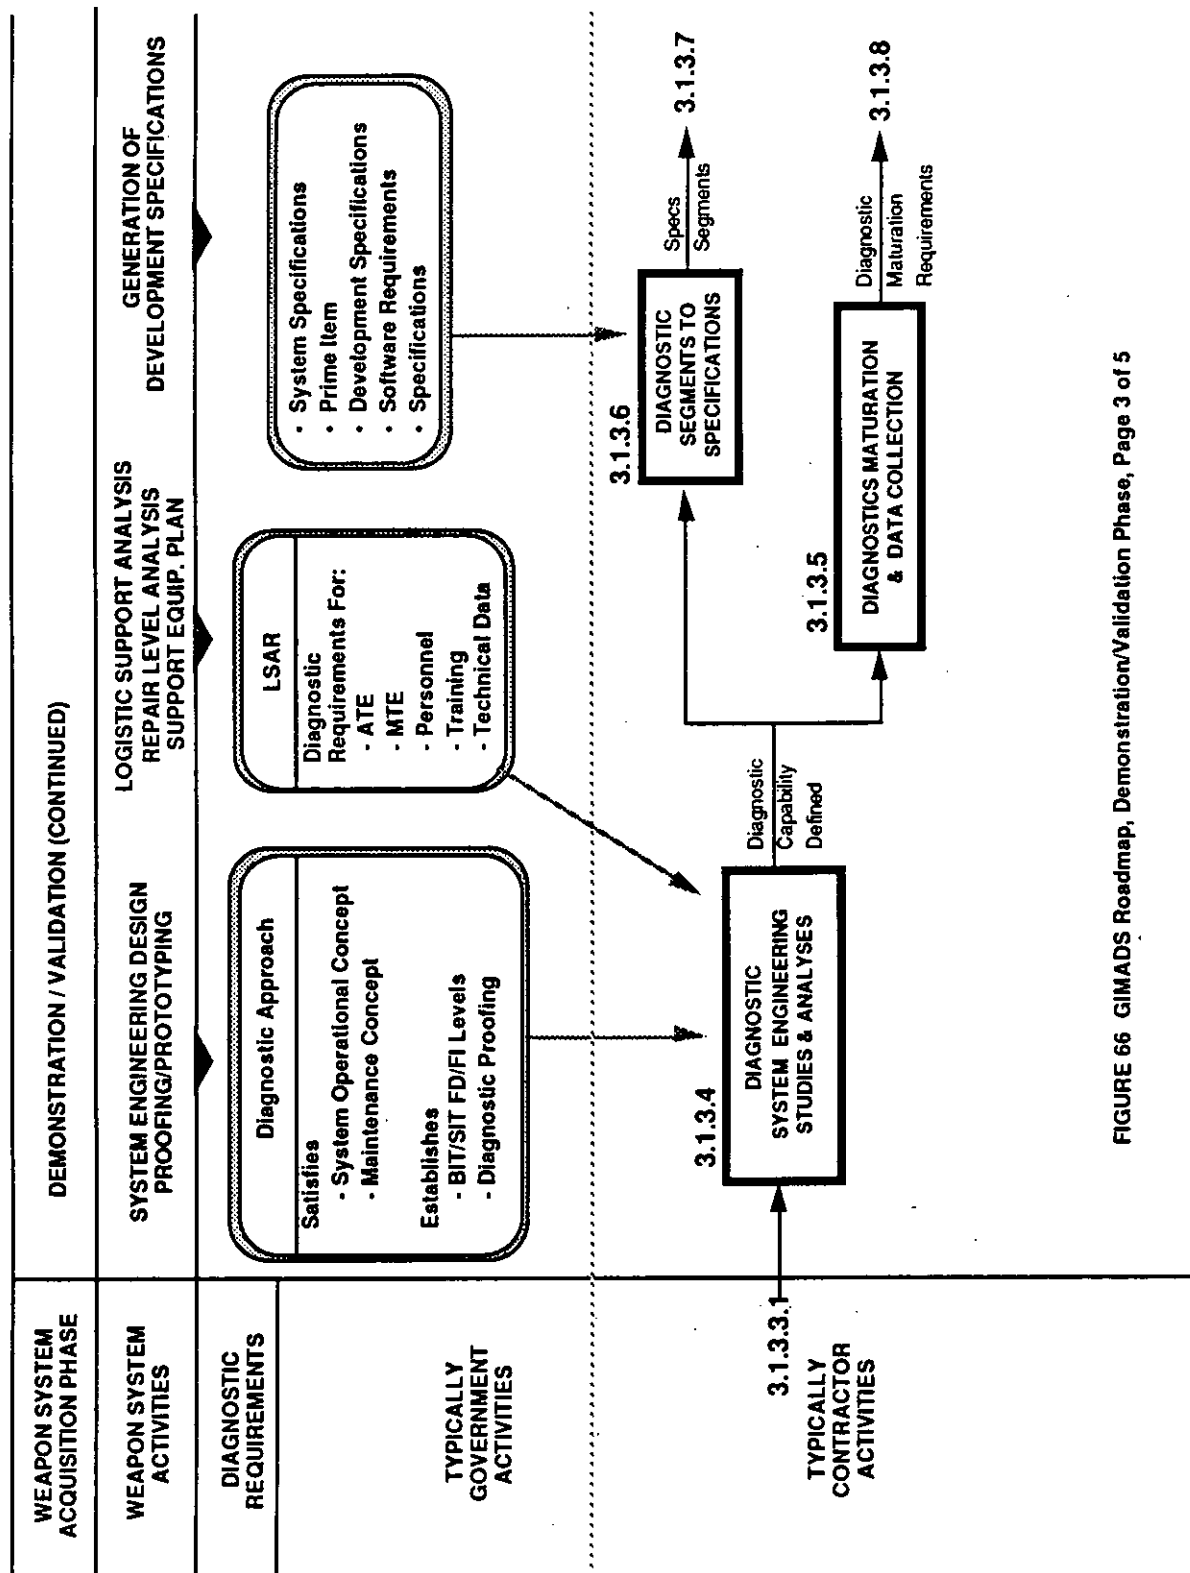 WEAPON SYSTEM
ACQUISITION PHASE
DEMONSTRATION / VALIDATION (CONTINUED)
WEAPON SYSTEM
ACTIVITIES
SYSTEM ENGINEERING DESIGN
PROOFING/PROTOTYPING
LOGISTIC SUPPORT ANALYSIS
REPAIR LEVEL ANALYSIS
SUPPORT EQUIP. PLAN
GENERATION OF
DEVELOPMENT SPECIFICATIONS
DIAGNOSTIC
REQUIREMENTS
TYPICALLY
GOVERNMENT
ACTIVITIES
Diagnostic Approach
Satisfies
- System Operational Concept
- Maintenance Concept
Establishes
- BIT/SIT FD/FI Levels
- Diagnostic Proofing
LSAR
Diagnostic
Requirements For:
- ATE
- MTE
- Personnel
- Training
- Technical Data
• System Specifications
• Prime Item
• Development Specifications
• Software Requirements
• Specifications
TYPICALLY
CONTRACTOR
ACTIVITIES
3.1.3.3.1
3.1.3.4
DIAGNOSTIC
SYSTEM ENGINEERING
STUDIES & ANALYSES
Diagnostic
Capability
Defined
3.1.3.6
DIAGNOSTIC
SEGMENTS TO
SPECIFICATIONS
Specs
Segments
3.1.3.7
3.1.3.5
DIAGNOSTICS MATURATION
& DATA COLLECTION
Diagnostic
Maturation
Requirements
3.1.3.8
FIGURE 66 GIMADS Roadmap, Demonstration/Validation Phase, Page 3 of 5